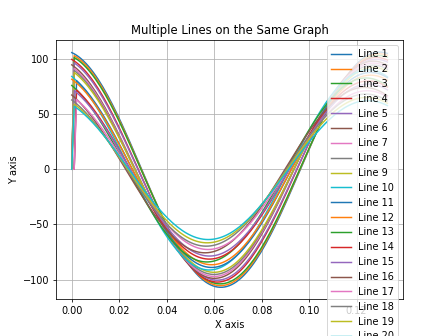 Multiple Lines on the Same Graph
Y axis
100
50
0
−50
−100
0.00
0.02
0.04
0.06
0.08
0.10
X axis
Line 1
Line 2
Line 3
Line 4
Line 5
Line 6
Line 7
Line 8
Line 9
Line 10
Line 11
Line 12
Line 13
Line 14
Line 15
Line 16
Line 17
Line 18
Line 19
Line 20